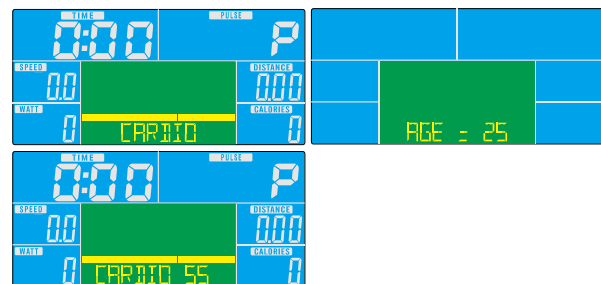 TIME PULSE
0:00 P
SPEED DISTANCE
0.0 0.00
WATT CALORIES
0 CARDIO 0
AGE = 25
TIME PULSE
0:00 P
SPEED DISTANCE
0.0 0.00
WATT CALORIES
0 CARDIO 55 0